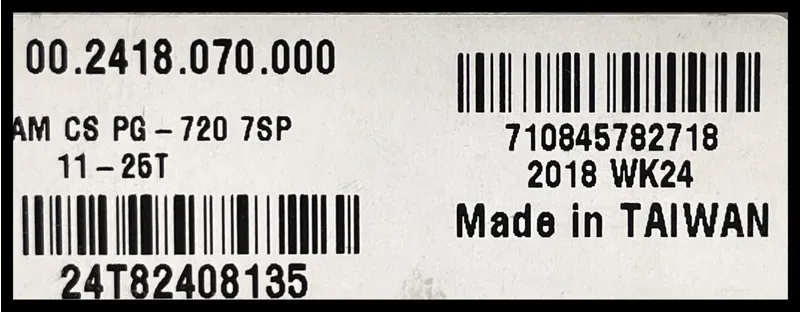 00.2418.070.000
AM CS PG-720 7SP
11-25T
24T82408135
710845782718
2018 WK24
Made in TAIWAN